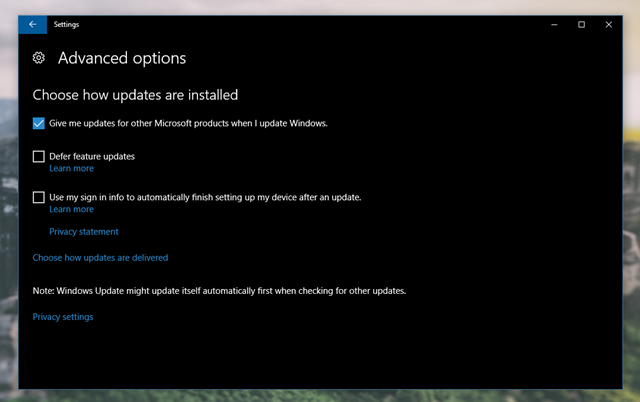 Settings
Advanced options
Choose how updates are installed
Give me updates for other Microsoft products when I update Windows.
Defer feature updates
Learn more
Use my sign in info to automatically finish setting up my device after an update.
Learn more
Privacy statement
Choose how updates are delivered
Note: Windows Update might update itself automatically first when checking for other updates.
Privacy settings